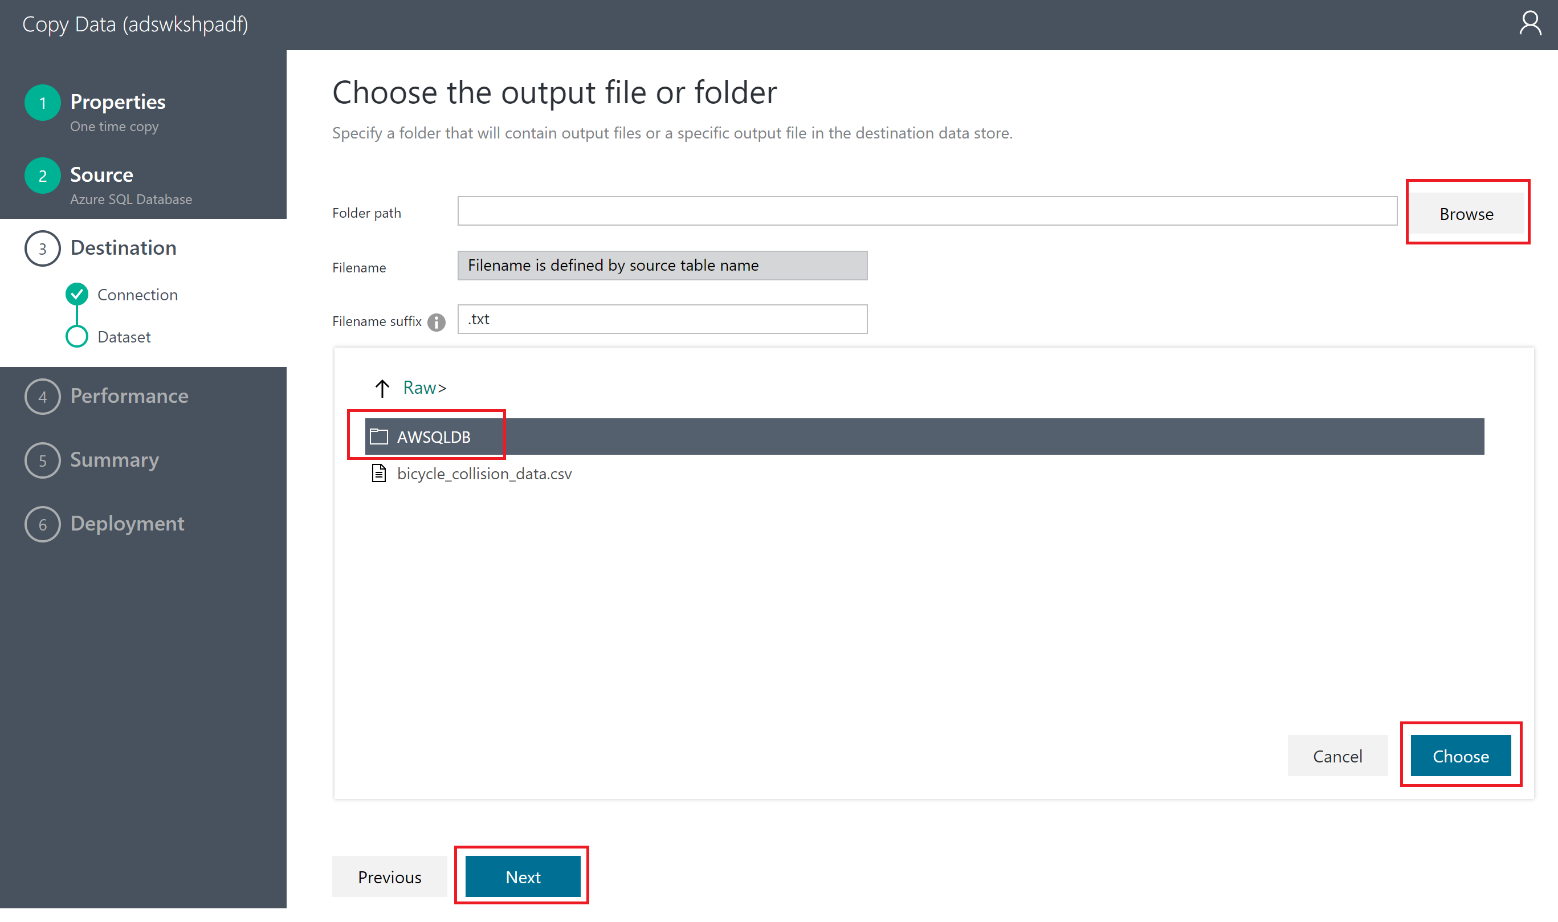 Copy Data (adswkshpadf)
1 Properties
One time copy
2 Source
Azure SQL Database
3 Destination
Connection
Dataset
4 Performance
5 Summary
6 Deployment
Choose the output file or folder
Specify a folder that will contain output files or a specific output file in the destination data store.
Folder path
Browse
Filename Filename is defined by source table name
Filename suffix i .txt
Raw>
AWSQLDB
bicycle_collision_data.csv
Cancel Choose
Previous Next